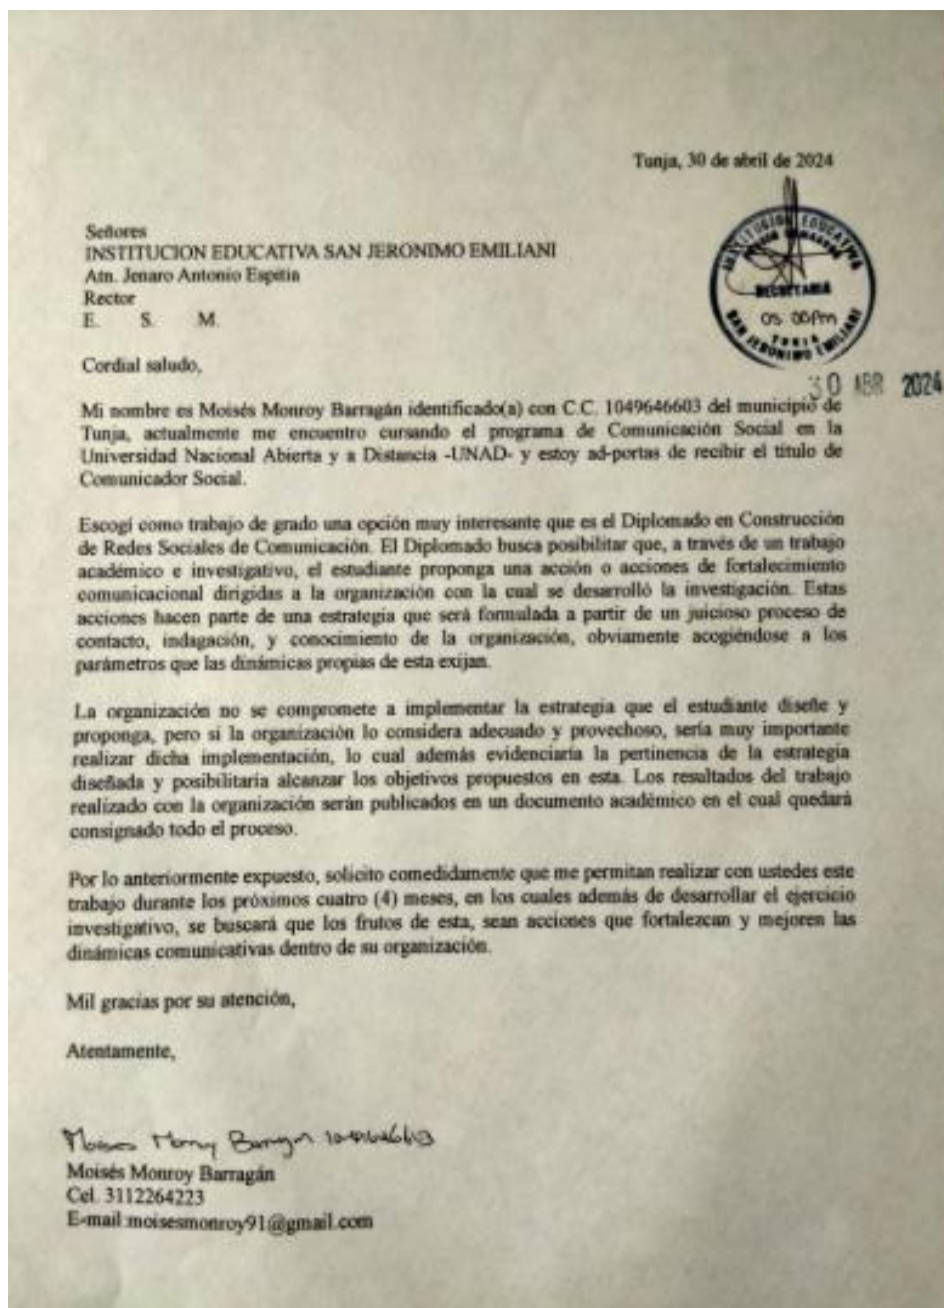 Tunja, 30 de abril de 2024
INSTITUCION EDUCATIVA
SECRETARIA
05 00 Pm
TUNJA
SAN JERONIMO EMILIANI
30 ABR 2024
Señores
INSTITUCION EDUCATIVA SAN JERONIMO EMILIANI
Atn. Jenaro Antonio Espitia
Rector
E. S. M.
Cordial saludo,
Mi nombre es Moisés Monroy Barragán identificado(a) con C.C. 1049646603 del municipio de
Tunja, actualmente me encuentro cursando el programa de Comunicación Social en la
Universidad Nacional Abierta y a Distancia -UNAD- y estoy ad-portas de recibir el título de
Comunicador Social.
Escogí como trabajo de grado una opción muy interesante que es el Diplomado en Construcción
de Redes Sociales de Comunicación. El Diplomado busca posibilitar que, a través de un trabajo
académico e investigativo, el estudiante proponga una acción o acciones de fortalecimiento
comunicacional dirigidas a la organización con la cual se desarrolló la investigación. Estas
acciones hacen parte de una estrategia que será formulada a partir de un juicioso proceso de
contacto, indagación, y conocimiento de la organización, obviamente acogiéndose a los
parámetros que las dinámicas propias de esta exijan.
La organización no se compromete a implementar la estrategia que el estudiante diseñe y
proponga, pero si la organización lo considera adecuado y provechoso, sería muy importante
realizar dicha implementación, lo cual además evidenciaría la pertinencia de la estrategia
diseñada y posibilitaría alcanzar los objetivos propuestos en esta. Los resultados del trabajo
realizado con la organización serán publicados en un documento académico en el cual quedará
consignado todo el proceso.
Por lo anteriormente expuesto, solicito comedidamente que me permitan realizar con ustedes este
trabajo durante los próximos cuatro (4) meses, en los cuales además de desarrollar el ejercicio
investigativo, se buscará que los frutos de esta, sean acciones que fortalezcan y mejoren las
dinámicas comunicativas dentro de su organización.
Mil gracias por su atención,
Atentamente,
Moises Monroy Barragan 1049646603
Moisés Monroy Barragán
Cel. 3112264223
E-mail:moisesmonroy91@gmail.com